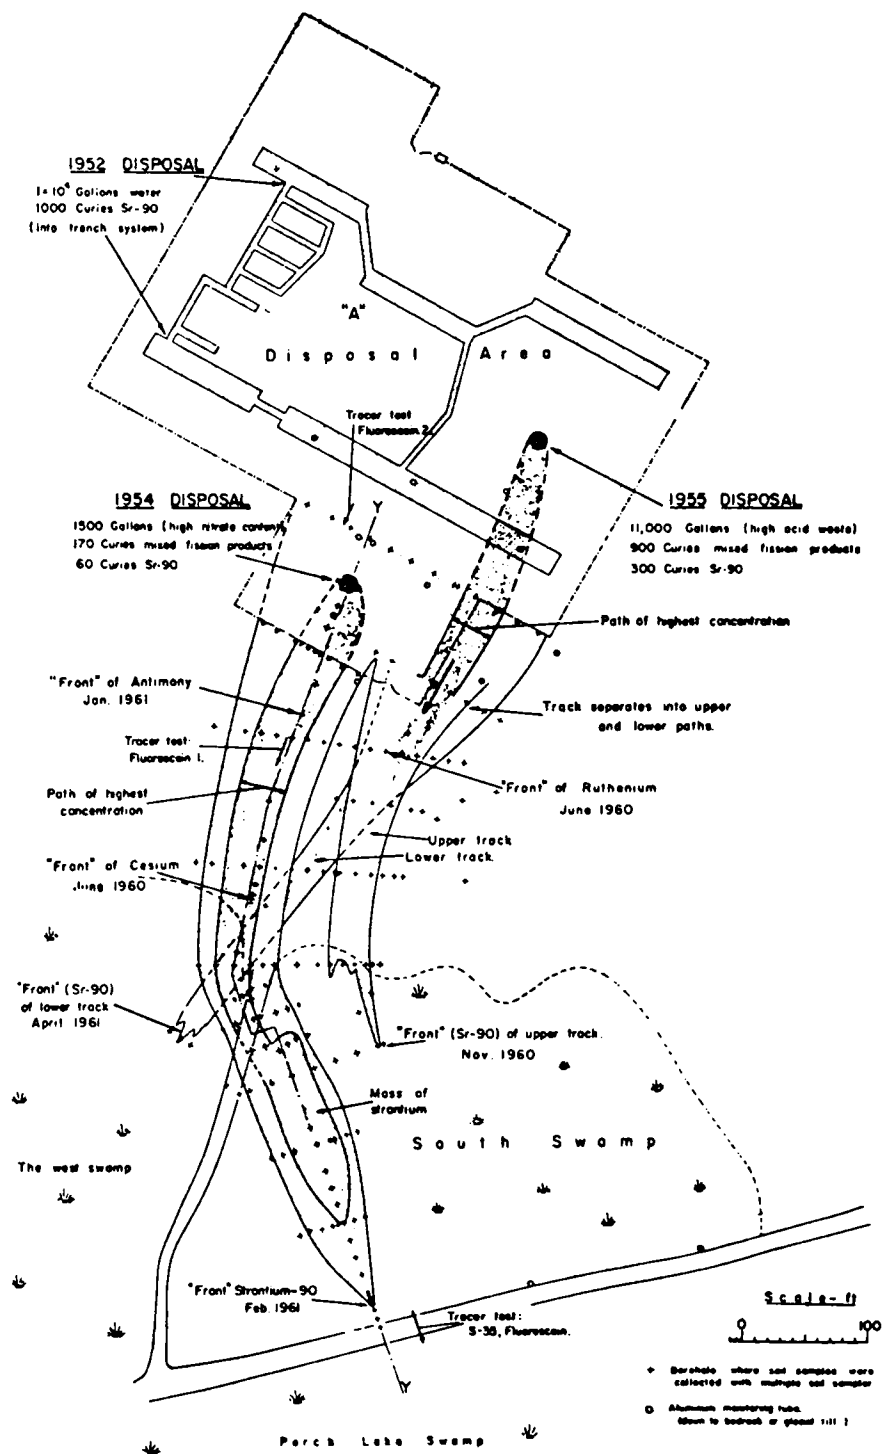 1952 DISPOSAL
1×10⁶ Gallons water
1000 Curies Sr-90
(into trench system)
"A"
Disposal Area
Tracer test
Fluorescein 2.
Y
1954 DISPOSAL
1500 Gallons (high nitrate content)
170 Curies mixed fission products
60 Curies Sr-90
1955 DISPOSAL
11,000 Gallons (high acid waste)
900 Curies mixed fission products
300 Curies Sr-90
Path of highest concentration
"Front" of Antimony
Jan. 1961
Track seperates into upper
and lower paths.
Tracer test:
Fluorescein 1.
"Front" of Ruthenium
June 1960
Path of highest
concentration
Upper track
Lower track.
"Front" of Cesium
June 1960
"Front" (Sr-90)
of lower track
April 1961
"Front" (Sr-90) of upper track.
Nov. 1960
Mass of
strontium
South Swamp
The west swamp
"Front" Strontium-90
Feb. 1961
Tracer test:
S-35, Fluorescein.
Y
Scale-ft
0 100
+ Borehole where soil samples were
collected with multiple soil sampler
o Aluminum monitoring tube.
(down to bedrock or glacial till)
Perch Lake Swamp